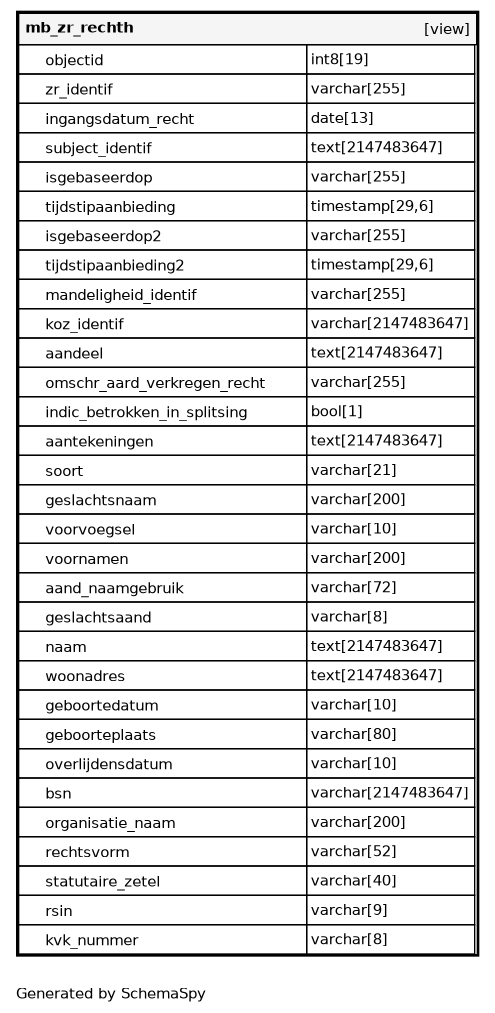 mb_zr_rechth [view]
objectid int8[19]
zr_identif varchar[255]
ingangsdatum_recht date[13]
subject_identif text[2147483647]
isgebaseerdop varchar[255]
tijdstipaanbieding timestamp[29,6]
isgebaseerdop2 varchar[255]
tijdstipaanbieding2 timestamp[29,6]
mandeligheid_identif varchar[255]
koz_identif varchar[2147483647]
aandeel text[2147483647]
omschr_aard_verkregen_recht varchar[255]
indic_betrokken_in_splitsing bool[1]
aantekeningen text[2147483647]
soort varchar[21]
geslachtsnaam varchar[200]
voorvoegsel varchar[10]
voornamen varchar[200]
aand_naamgebruik varchar[72]
geslachtsaand varchar[8]
naam text[2147483647]
woonadres text[2147483647]
geboortedatum varchar[10]
geboorteplaats varchar[80]
overlijdensdatum varchar[10]
bsn varchar[2147483647]
organisatie_naam varchar[200]
rechtsvorm varchar[52]
statutaire_zetel varchar[40]
rsin varchar[9]
kvk_nummer varchar[8]
Generated by SchemaSpy